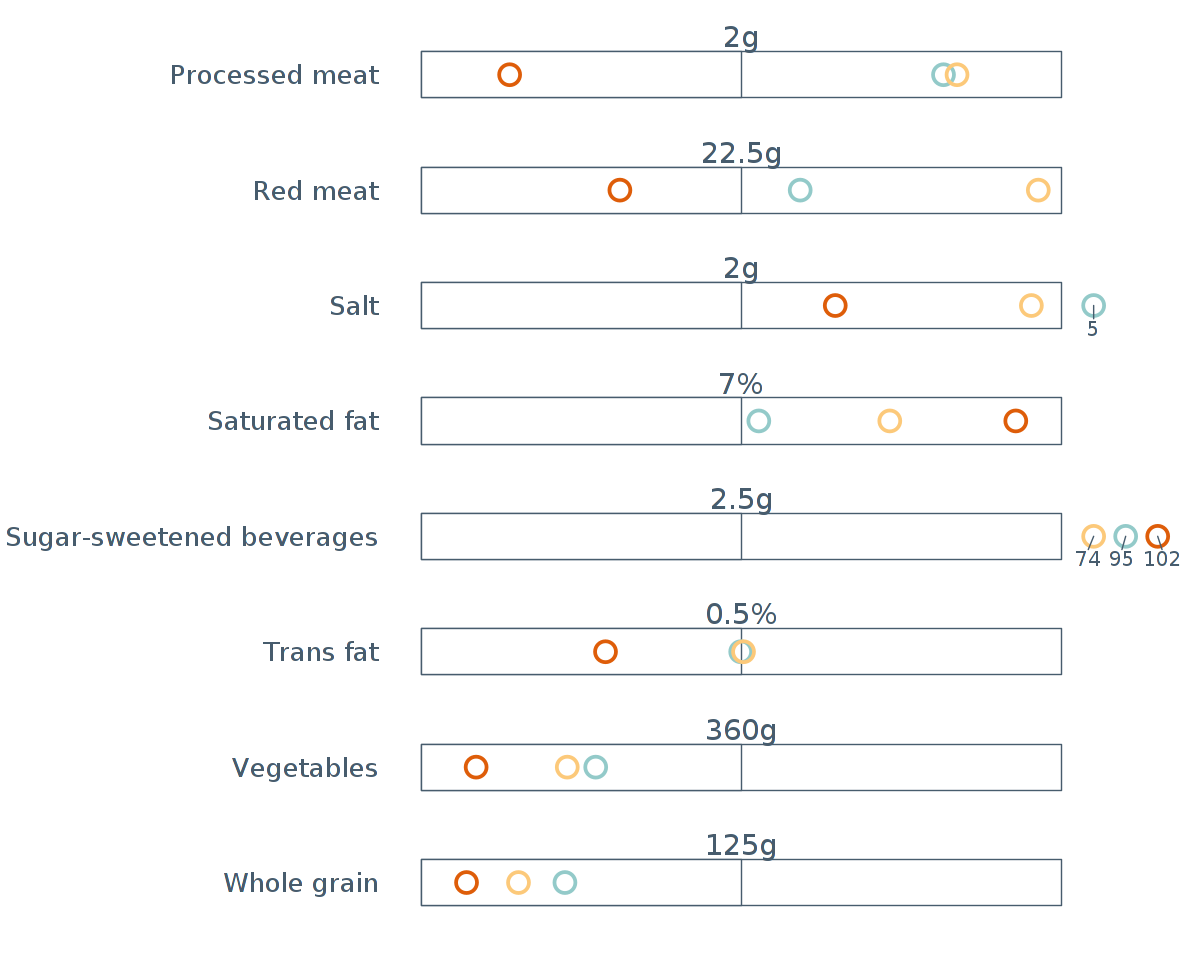 2g
Processed meat
22.5g
Red meat
2g
Salt
5
7%
Saturated fat
2.5g
Sugar-sweetened beverages
74 95 102
0.5%
Trans fat
360g
Vegetables
125g
Whole grain